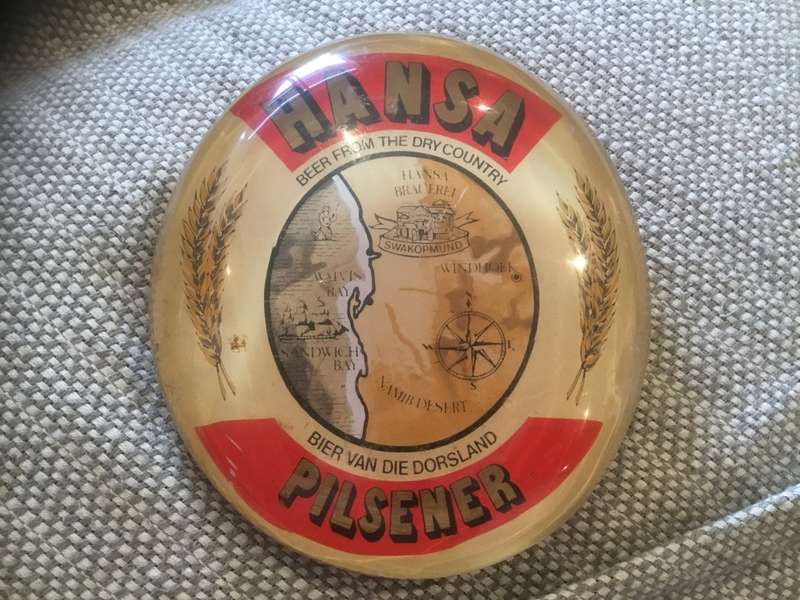 HANSA
BEER FROM THE DRY COUNTRY
HANSA
BRAUEREI
SWAKOPMUND
WINDHOEK
WALVIS
BAY
SANDWICH
BAY
N
W
E
S
NAMIB DESERT
BIER VAN DIE DORSLAND
PILSENER